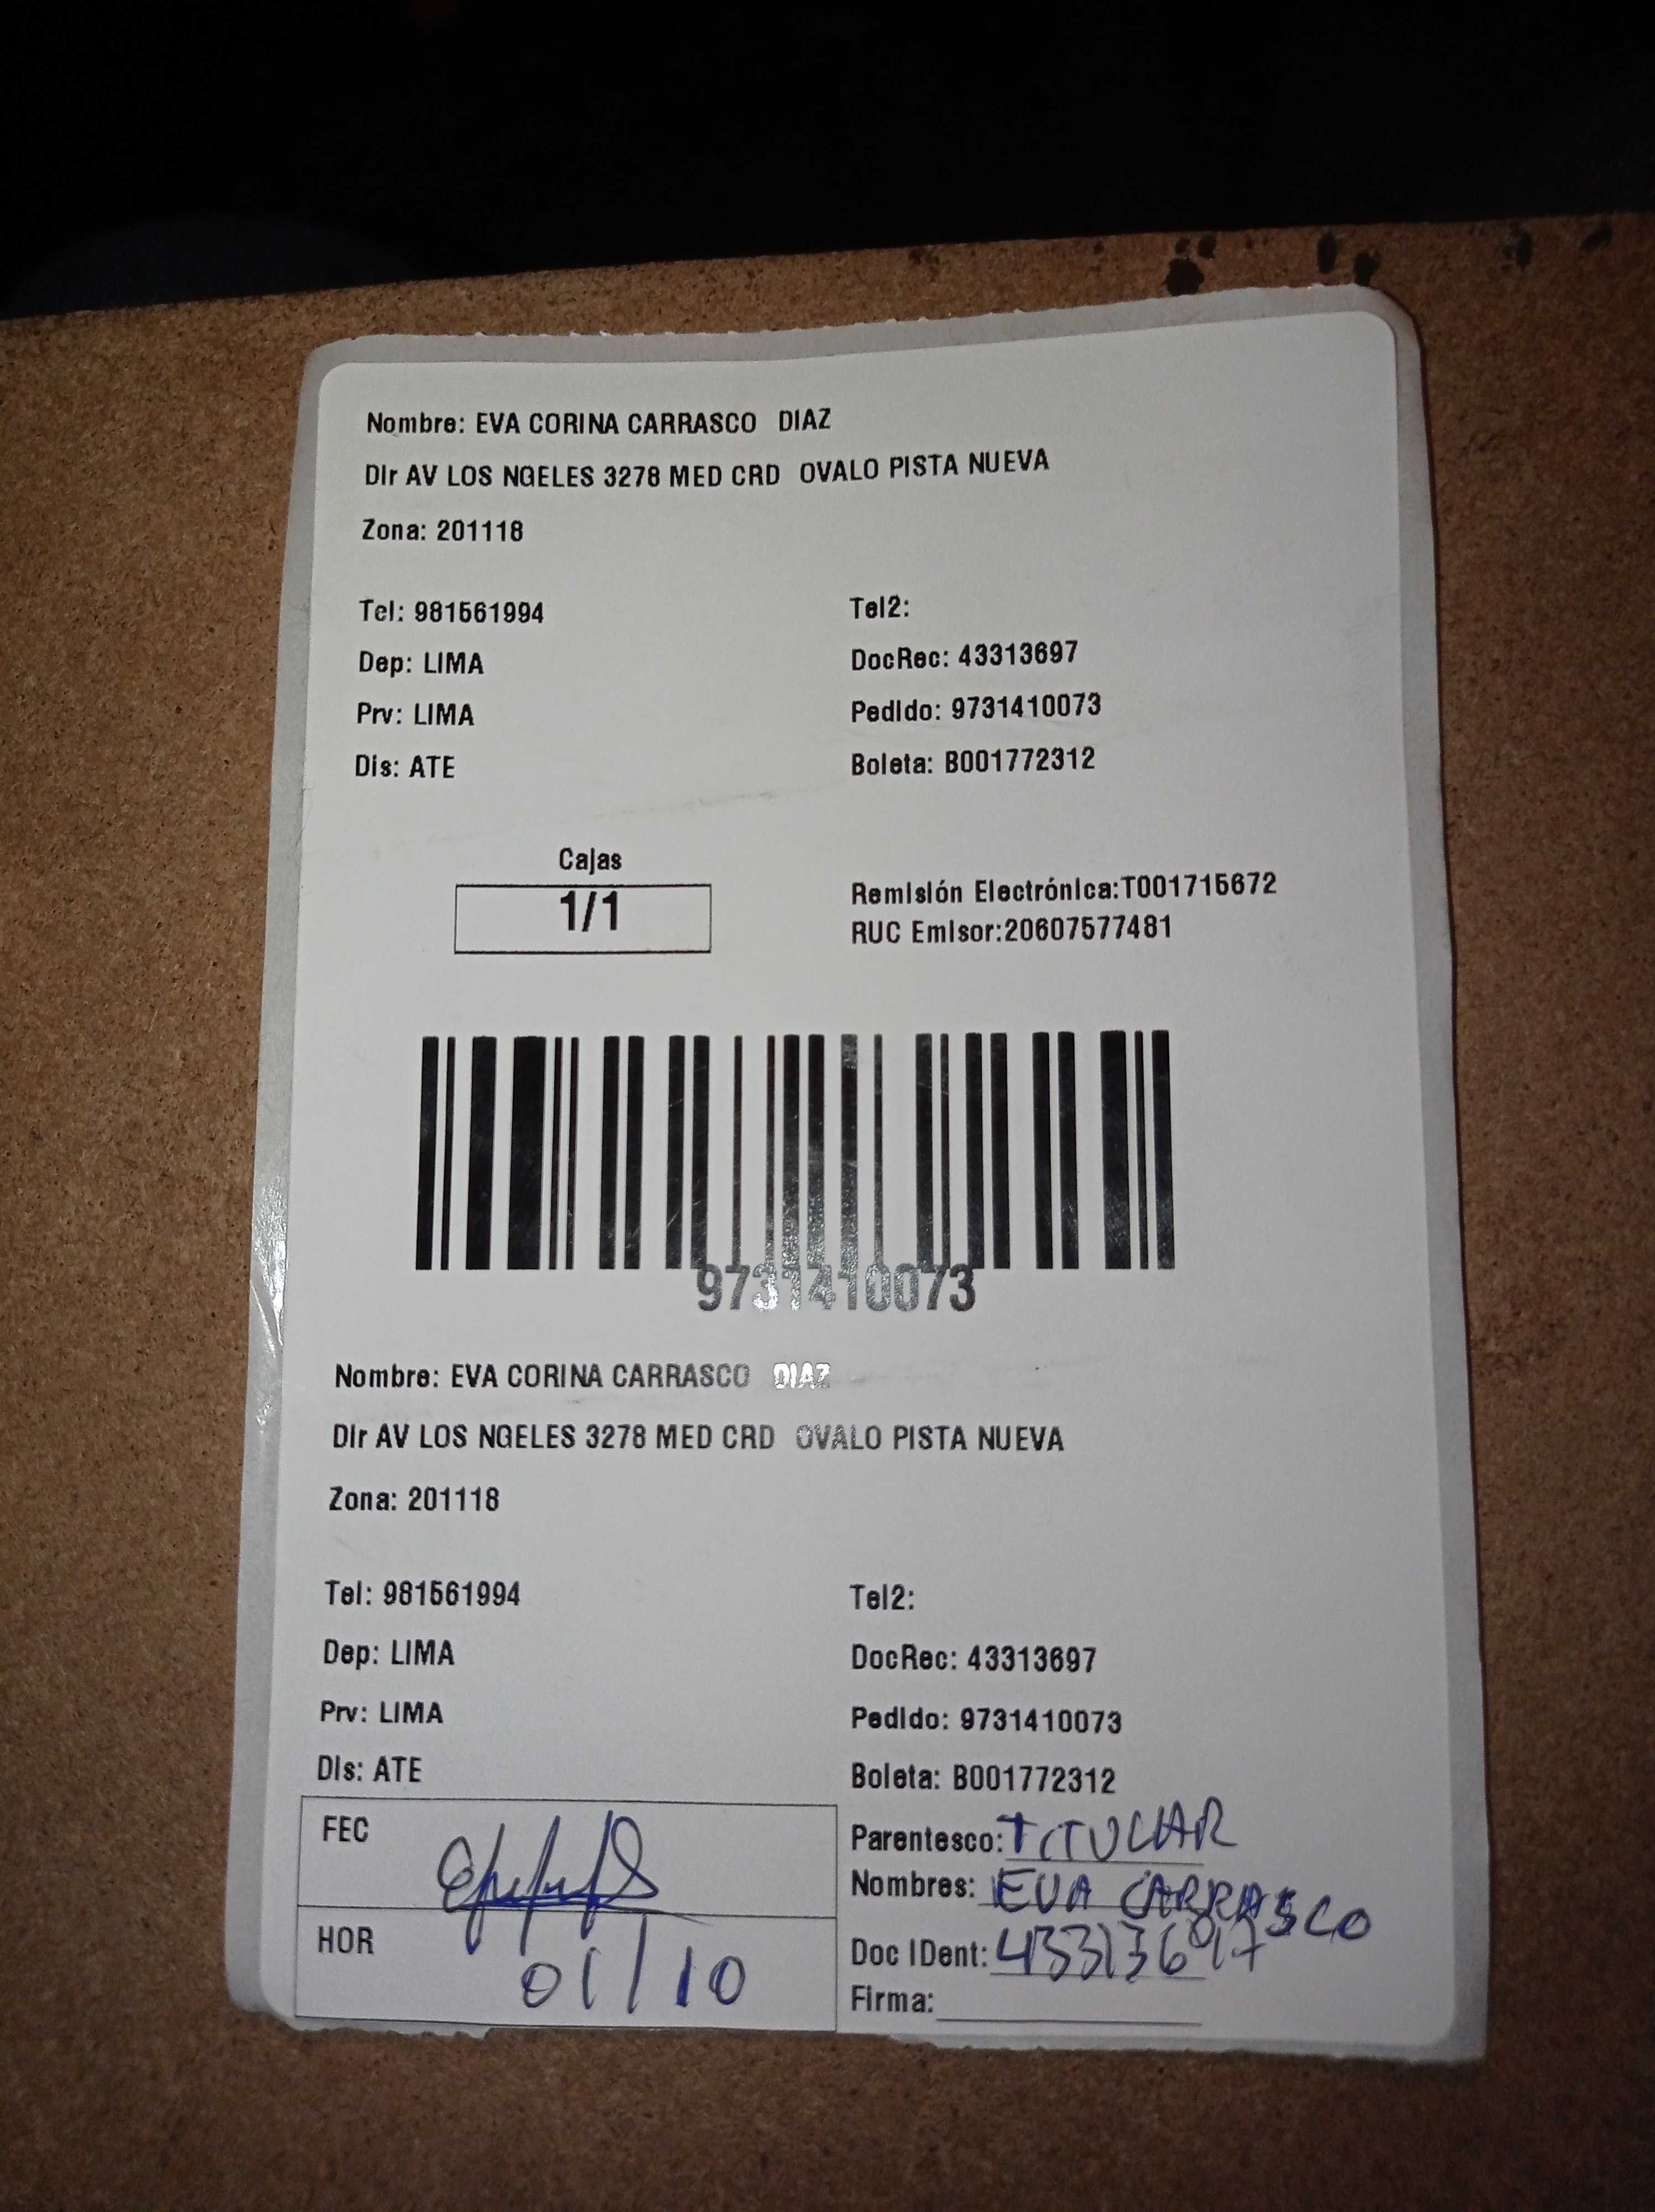 Nombre: EVA CORINA CARRASCO DIAZ
Dir AV LOS NGELES 3278 MED CRD OVALO PISTA NUEVA
Zona: 201118
Tel: 981561994 Tel2:
Dep: LIMA DocRec: 43313697
Prv: LIMA Pedido: 9731410073
Dis: ATE Boleta: B001772312
Cajas
1/1
Remisión Electrónica:T001715672
RUC Emisor:20607577481
9731410073
Nombre: EVA CORINA CARRASCO DIAZ
Dir AV LOS NGELES 3278 MED CRD OVALO PISTA NUEVA
Zona: 201118
Tel: 981561994 Tel2:
Dep: LIMA DocRec: 43313697
Prv: LIMA Pedido: 9731410073
Dis: ATE Boleta: B001772312
FEC Parentesco: TITULAR
Nombres: EVA CARRASCO
HOR Doc IDent: 43313697
01/10 Firma: